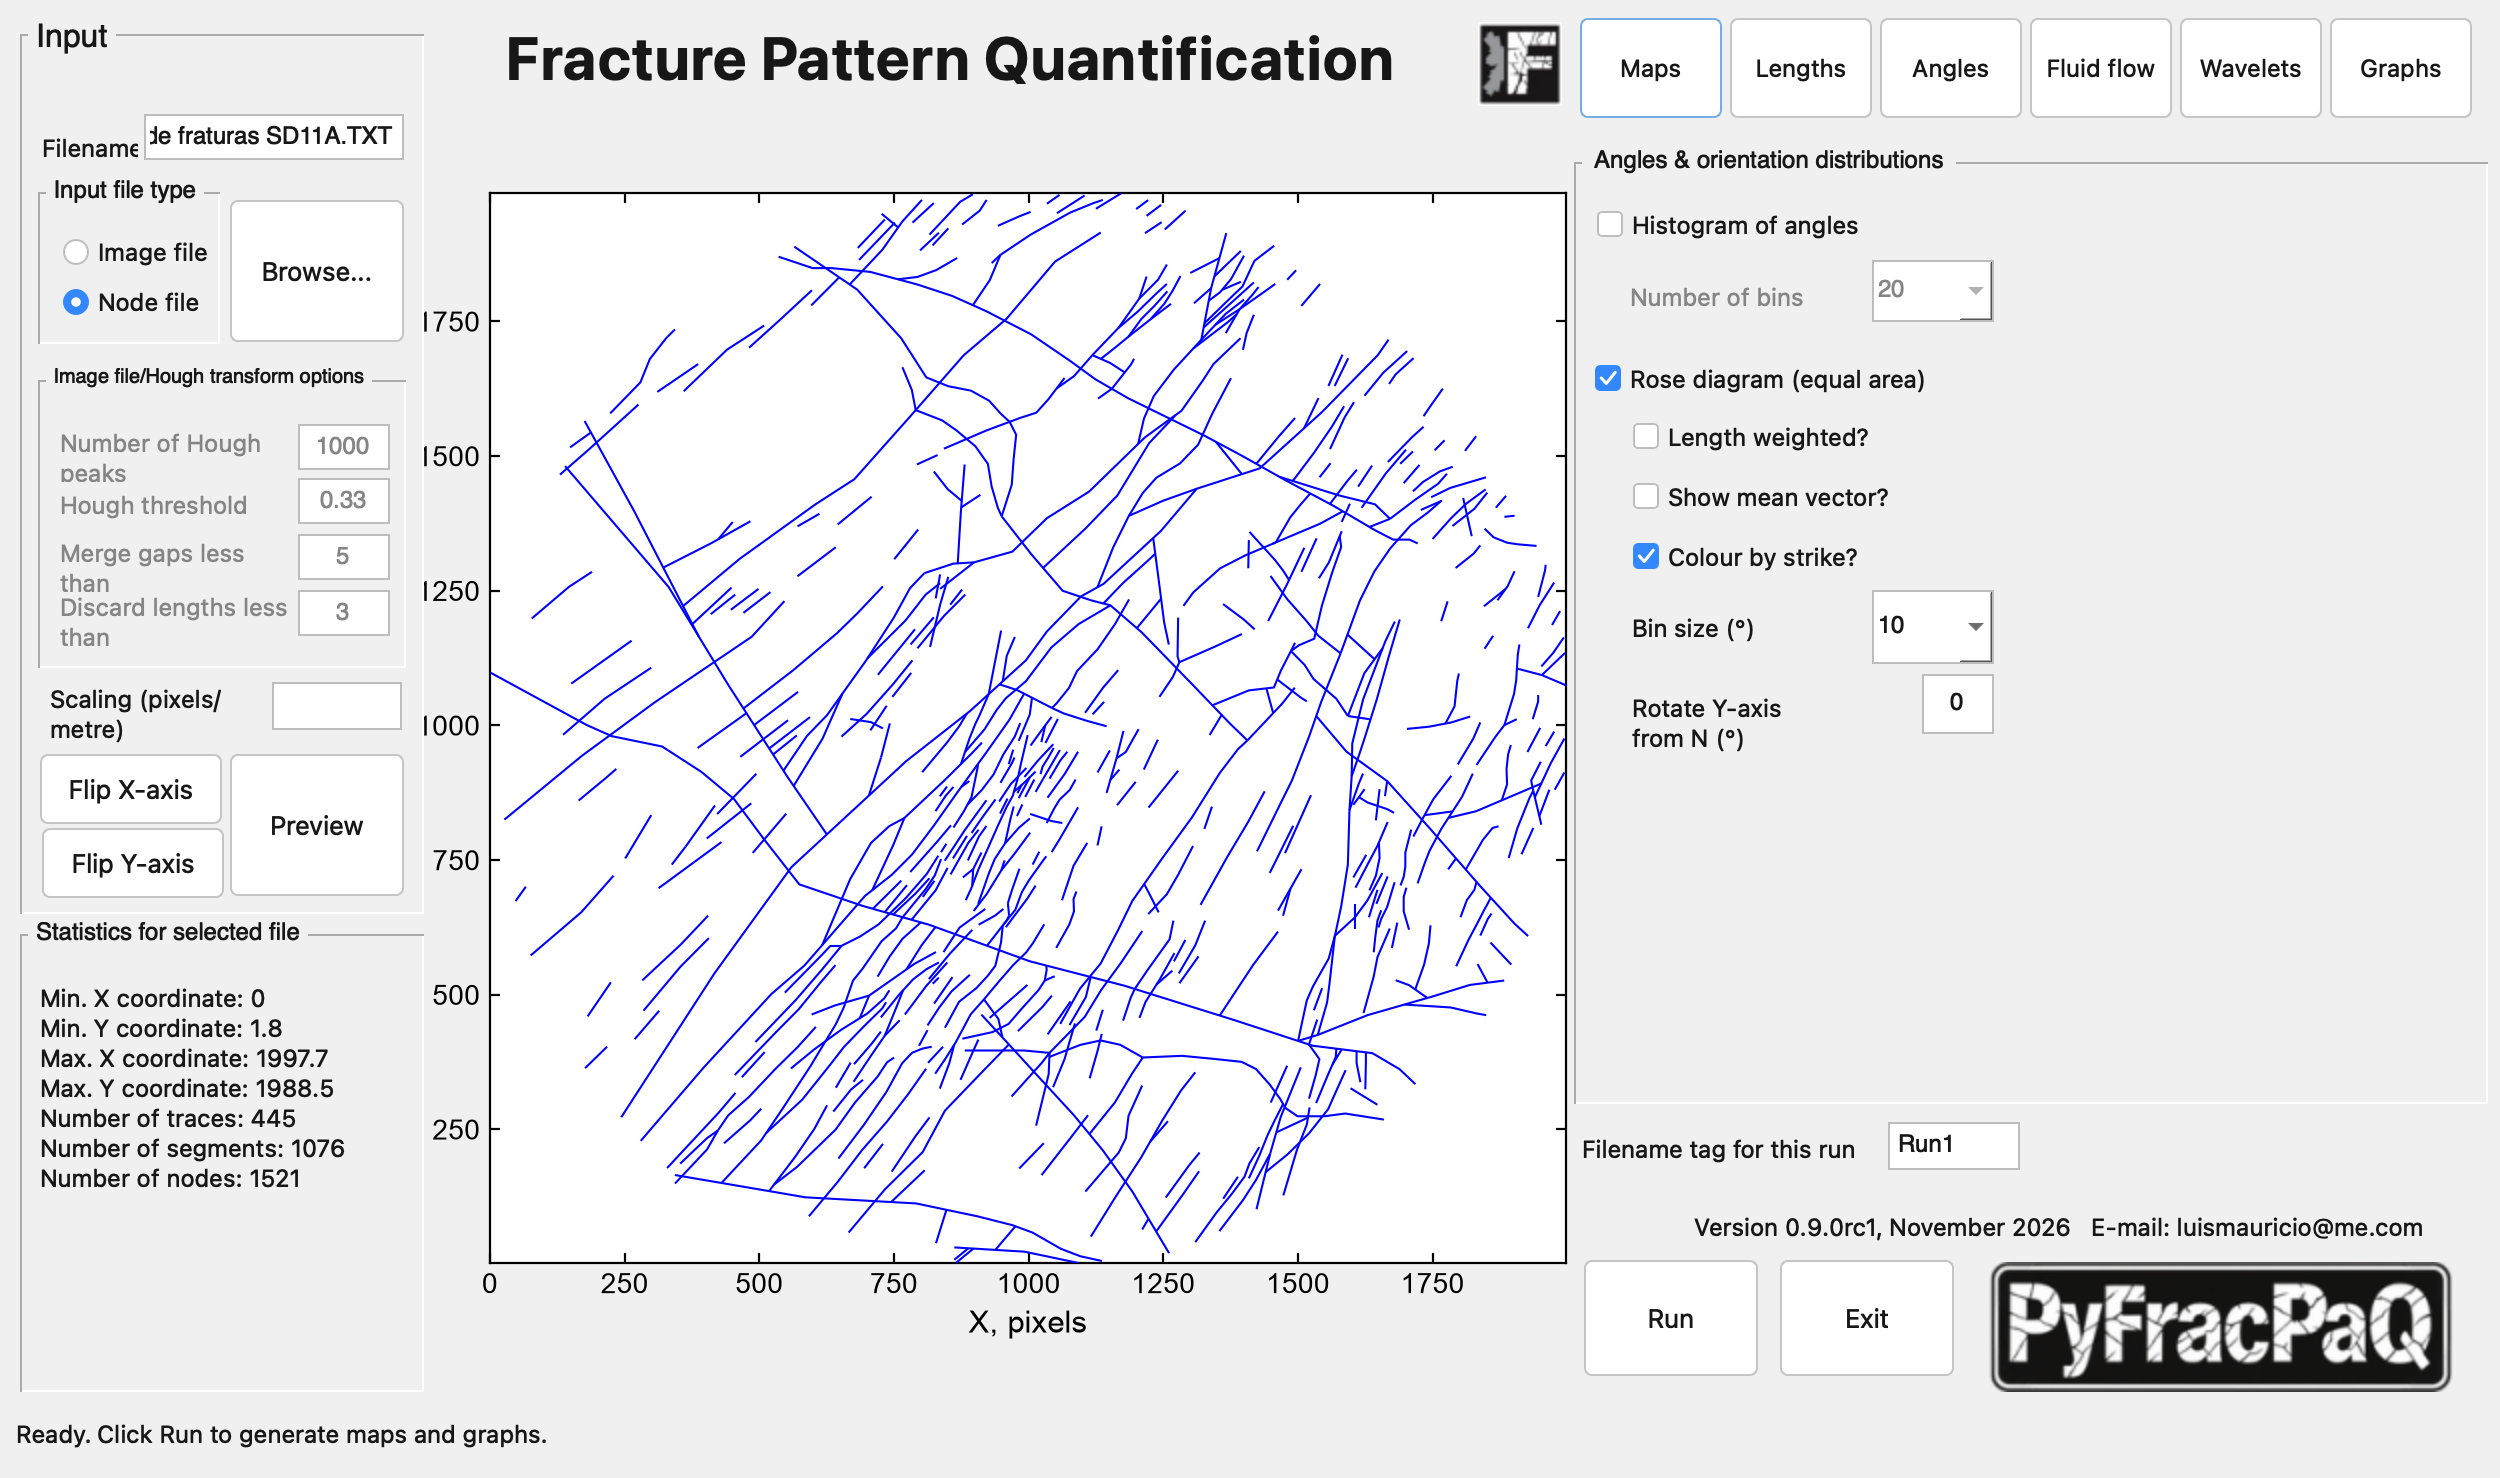 Input
Fracture Pattern Quantification
F
Maps
Lengths
Angles
Fluid flow
Wavelets
Graphs
Filename
de fraturas SD11A.TXT
Input file type
Image file
Node file
Browse...
Image file/Hough transform options
Number of Hough
peaks
1000
Hough threshold
0.33
Merge gaps less
than
5
Discard lengths less
than
3
Scaling (pixels/
metre)
Flip X-axis
Flip Y-axis
Preview
Statistics for selected file
Min. X coordinate: 0
Min. Y coordinate: 1.8
Max. X coordinate: 1997.7
Max. Y coordinate: 1988.5
Number of traces: 445
Number of segments: 1076
Number of nodes: 1521
Ready. Click Run to generate maps and graphs.
1750
1500
1250
1000
750
500
250
0
250
500
750
1000
1250
1500
1750
X, pixels
Angles & orientation distributions
Histogram of angles
Number of bins
20
Rose diagram (equal area)
Length weighted?
Show mean vector?
Colour by strike?
Bin size (°)
10
Rotate Y-axis
from N (°)
0
Filename tag for this run
Run1
Version 0.9.0rc1, November 2026 E-mail: luismauricio@me.com
Run
Exit
PyFracPaQ